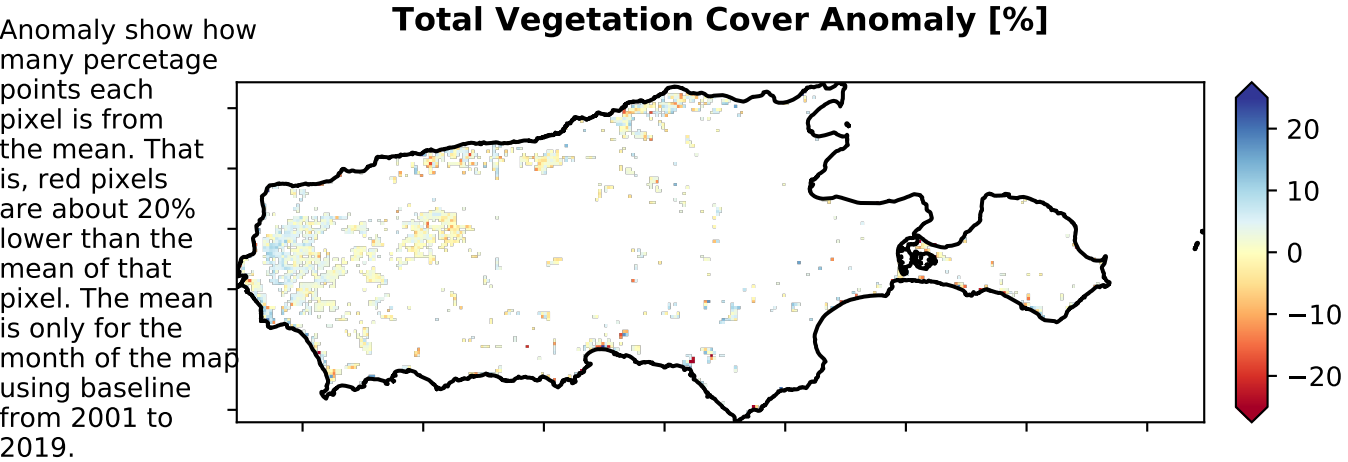 Total Vegetation Cover Anomaly [%]
Anomaly show how
many percetage
points each
pixel is from
the mean. That
is, red pixels
are about 20%
lower than the
mean of that
pixel. The mean
is only for the
month of the map
using baseline
from 2001 to
2019.
20
10
0
−10
−20